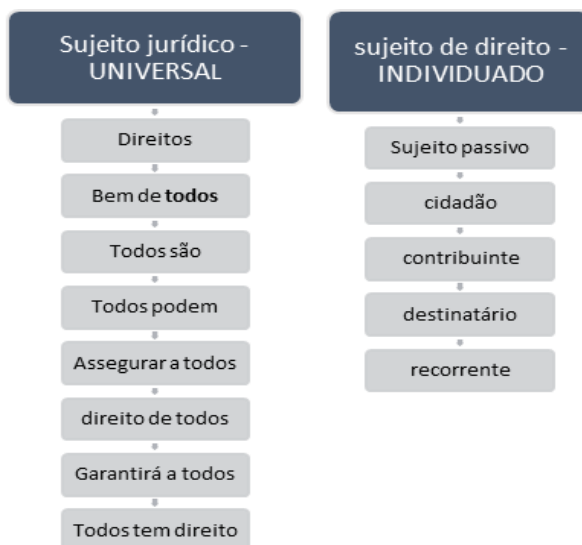 Sujeito jurídico -
UNIVERSAL
Direitos
Bem de todos
Todos são
Todos podem
Assegurar a todos
direito de todos
Garantirá a todos
Todos tem direito
sujeito de direito -
INDIVIDUADO
Sujeito passivo
cidadão
contribuinte
destinatário
recorrente